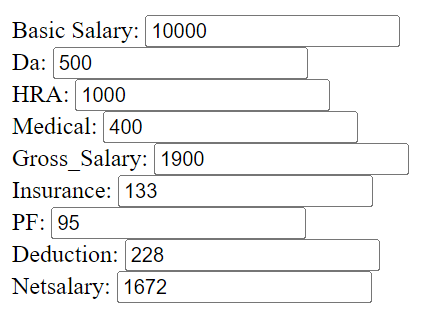 Basic Salary: 10000
Da: 500
HRA: 1000
Medical: 400
Gross_Salary: 1900
Insurance: 133
PF: 95
Deduction: 228
Netsalary: 1672